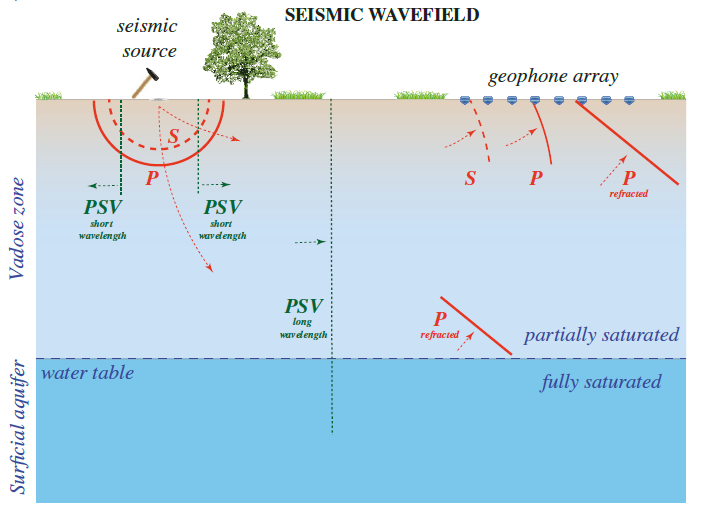 SEISMIC WAVEFIELD
seismic
source
geophone array
S
P
PSV
short
wavelength
PSV
short
wavelength
S
P
P
refracted
Vadose zone
PSV
long
wavelength
P
refracted
partially saturated
water table
fully saturated
Surficial aquifer